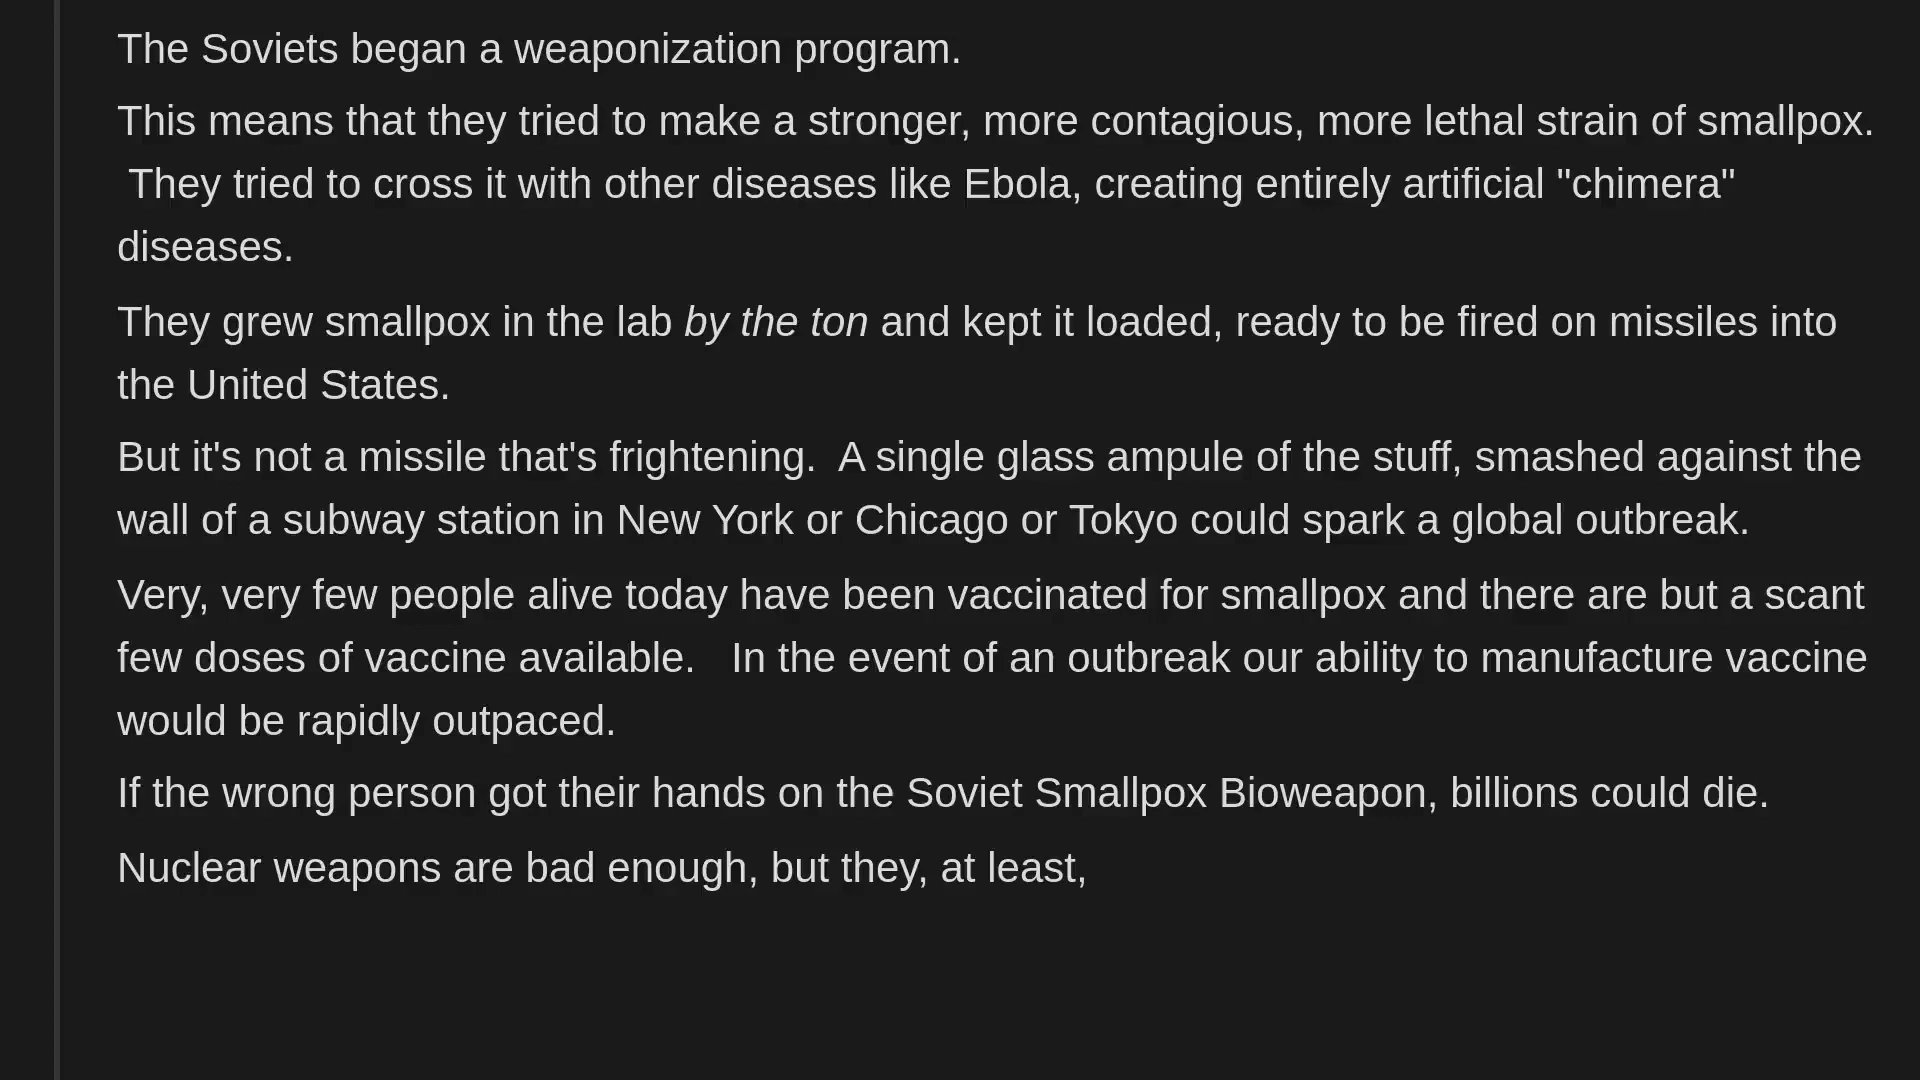 The Soviets began a weaponization program.
This means that they tried to make a stronger, more contagious, more lethal strain of smallpox.
They tried to cross it with other diseases like Ebola, creating entirely artificial "chimera"
diseases.
They grew smallpox in the lab by the ton and kept it loaded, ready to be fired on missiles into
the United States.
But it's not a missile that's frightening.  A single glass ampule of the stuff, smashed against the
wall of a subway station in New York or Chicago or Tokyo could spark a global outbreak.
Very, very few people alive today have been vaccinated for smallpox and there are but a scant
few doses of vaccine available.   In the event of an outbreak our ability to manufacture vaccine
would be rapidly outpaced.
If the wrong person got their hands on the Soviet Smallpox Bioweapon, billions could die.
Nuclear weapons are bad enough, but they, at least,